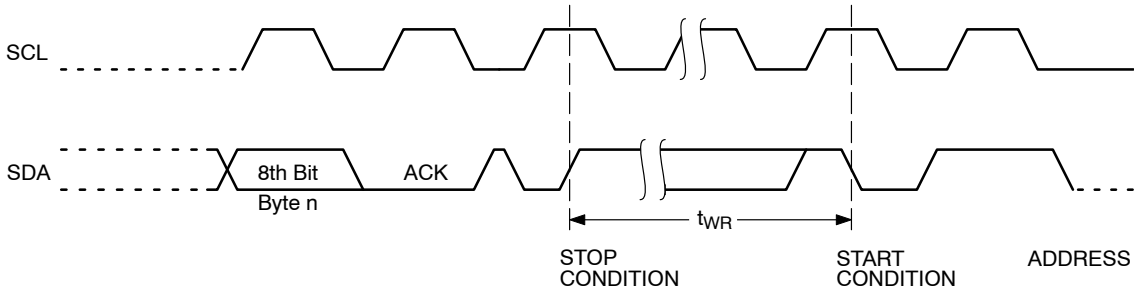 SCL
SDA
8th Bit
Byte n
ACK
tWR
STOP
CONDITION
START
CONDITION
ADDRESS